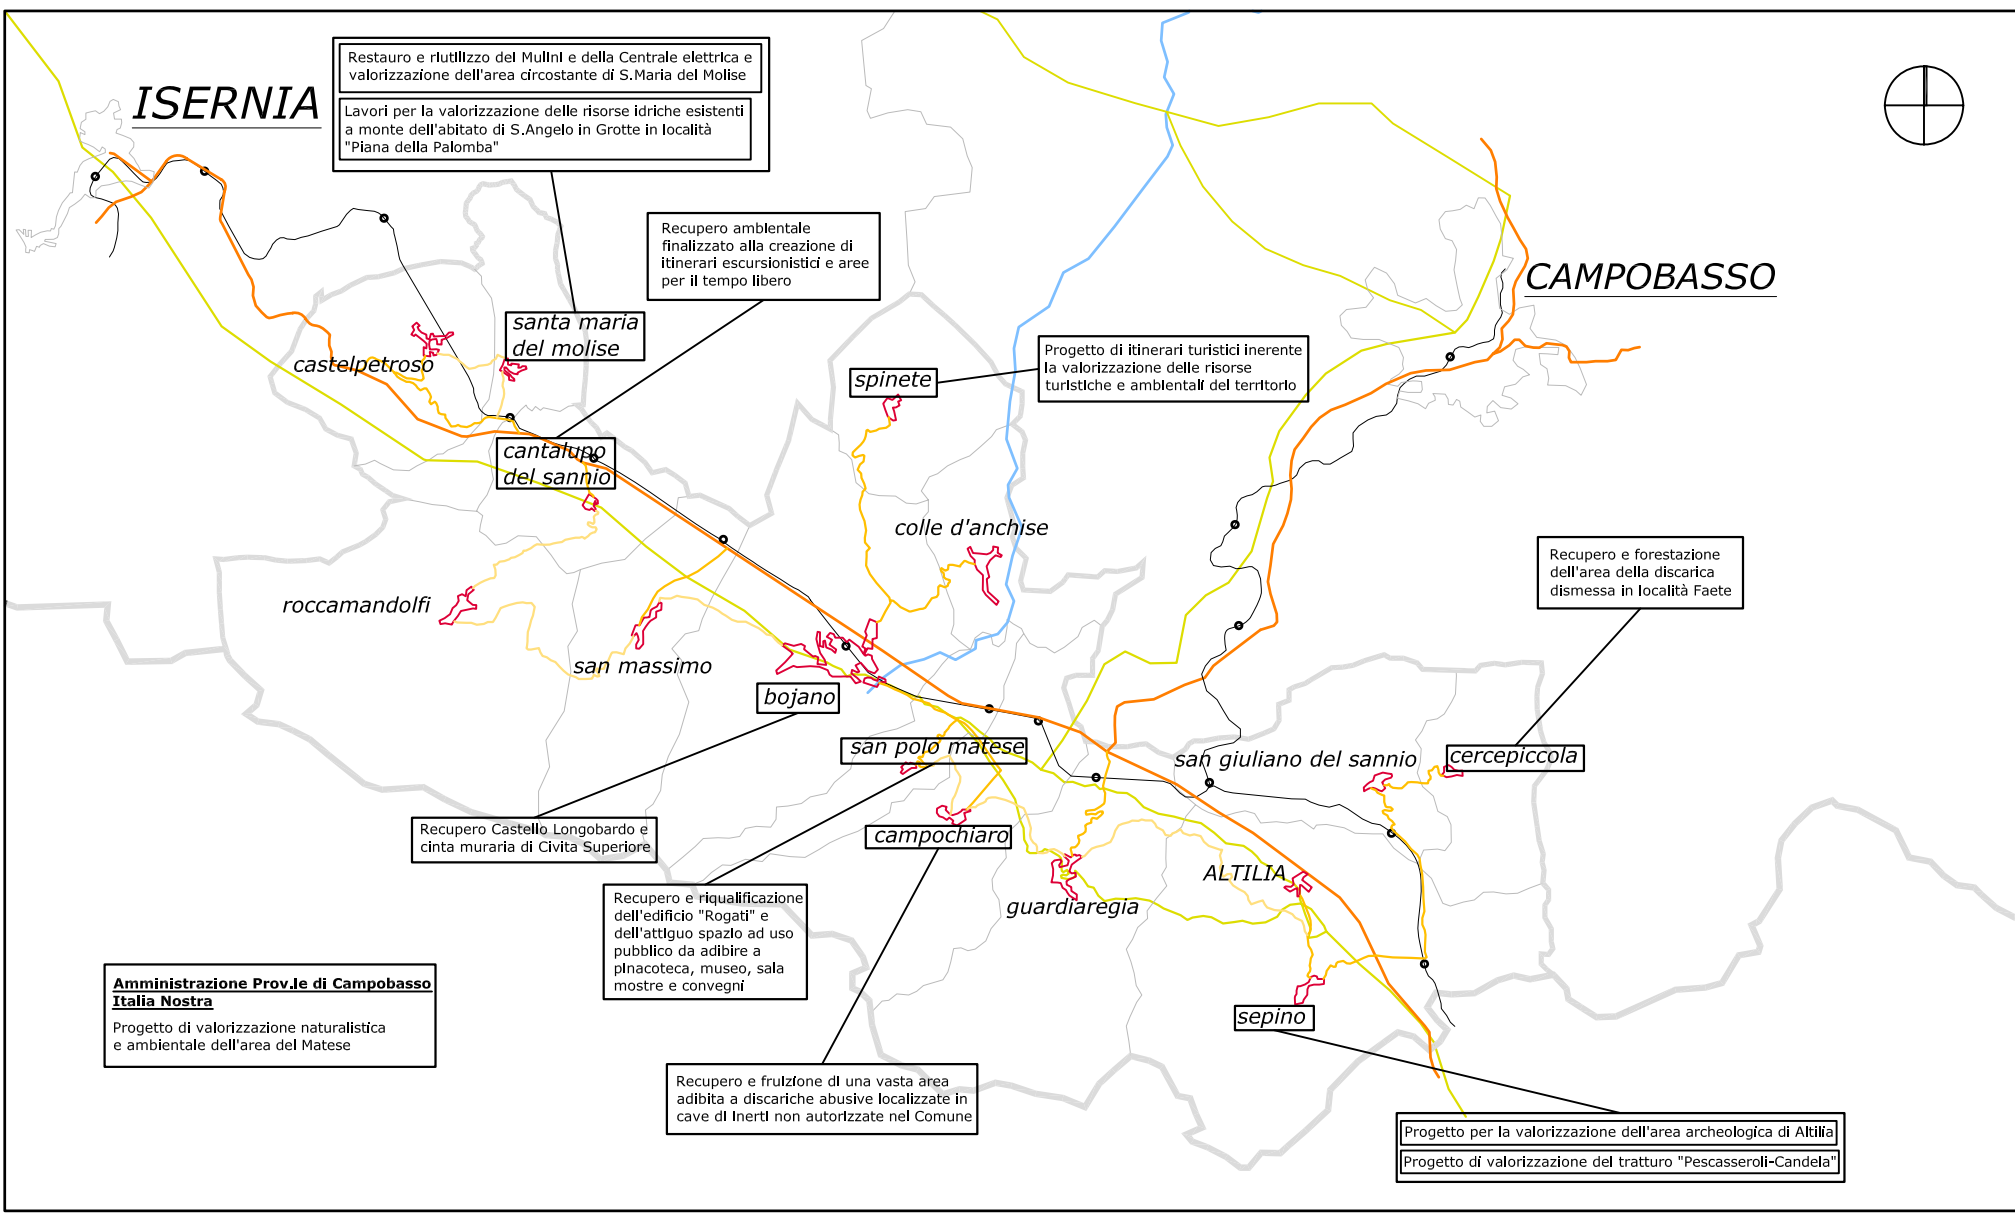 ISERNIA
Restauro e riutilizzo dei Mulini e della Centrale elettrica e
valorizzazione dell'area circostante di S.Maria del Molise
Lavori per la valorizzazione delle risorse idriche esistenti
a monte dell'abitato di S.Angelo in Grotte in località
"Piana della Palomba"
Recupero ambientale
finalizzato alla creazione di
itinerari escursionistici e aree
per il tempo libero
CAMPOBASSO
santa maria
del molise
castelpetroso
spinete
Progetto di itinerari turistici inerente
la valorizzazione delle risorse
turistiche e ambientali del territorio
cantalupo
del sannio
colle d'anchise
Recupero e forestazione
dell'area della discarica
dismessa in località Faete
roccamandolfi
san massimo
bojano
san polo matese
san giuliano del sannio
cercepiccola
Recupero Castello Longobardo e
cinta muraria di Civita Superiore
campochiaro
ALTILIA
guardiaregia
Recupero e riqualificazione
dell'edificio "Rogati" e
dell'attiguo spazio ad uso
pubblico da adibire a
pinacoteca, museo, sala
mostre e convegni
sepino
Amministrazione Prov.le di Campobasso
Italia Nostra
Progetto di valorizzazione naturalistica
e ambientale dell'area del Matese
Recupero e fruizione di una vasta area
adibita a discariche abusive localizzate in
cave di inerti non autorizzate nel Comune
Progetto per la valorizzazione dell'area archeologica di Altilia
Progetto di valorizzazione del tratturo "Pescasseroli-Candela"